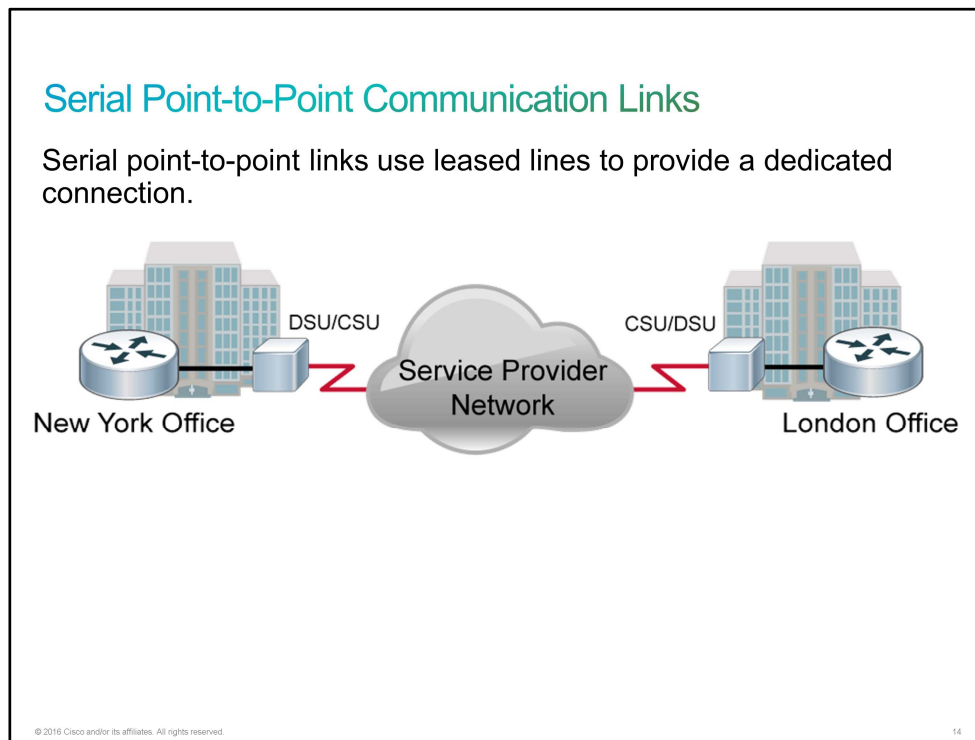 Serial Point-to-Point Communication Links
Serial point-to-point links use leased lines to provide a dedicated
connection.
DSU/CSU
CSU/DSU
Service Provider
Network
New York Office
London Office
© 2016 Cisco and/or its affiliates. All rights reserved.
14